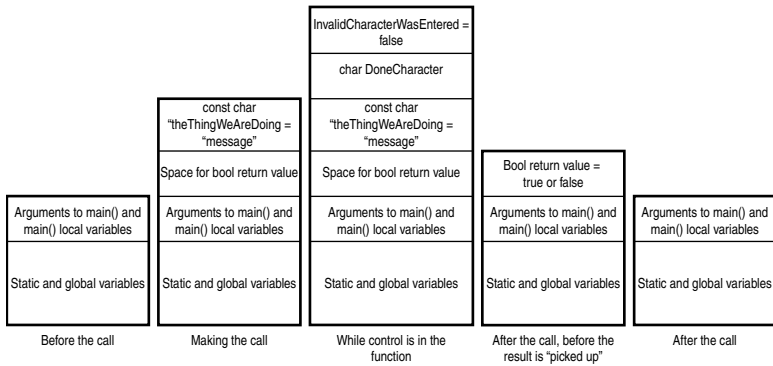 InvalidCharacterWasEntered =
false
char DoneCharacter
const char
“theThingWeAreDoing =
“message”
const char
“theThingWeAreDoing =
“message”
Space for bool return value
Space for bool return value
Bool return value =
true or false
Arguments to main() and
main() local variables
Arguments to main() and
main() local variables
Arguments to main() and
main() local variables
Arguments to main() and
main() local variables
Arguments to main() and
main() local variables
Static and global variables
Static and global variables
Static and global variables
Static and global variables
Static and global variables
Before the call
Making the call
While control is in the
function
After the call, before the
result is “picked up”
After the call